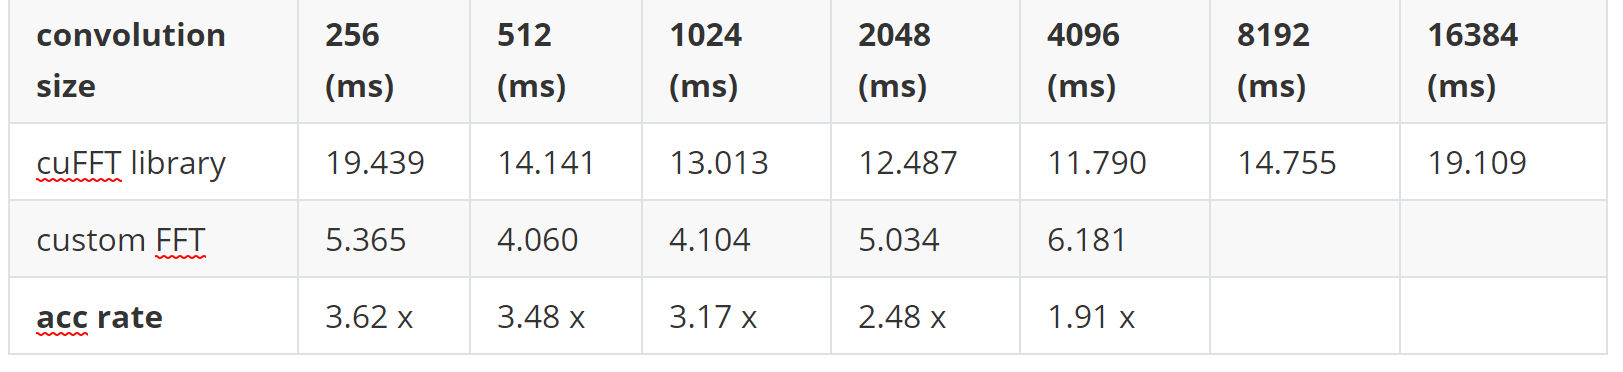 convolution size 256 (ms) 512 (ms) 1024 (ms) 2048 (ms) 4096 (ms) 8192 (ms) 16384 (ms)
cuFFT library 19.439 14.141 13.013 12.487 11.790 14.755 19.109
custom FFT 5.365 4.060 4.104 5.034 6.181
acc rate 3.62 x 3.48 x 3.17 x 2.48 x 1.91 x